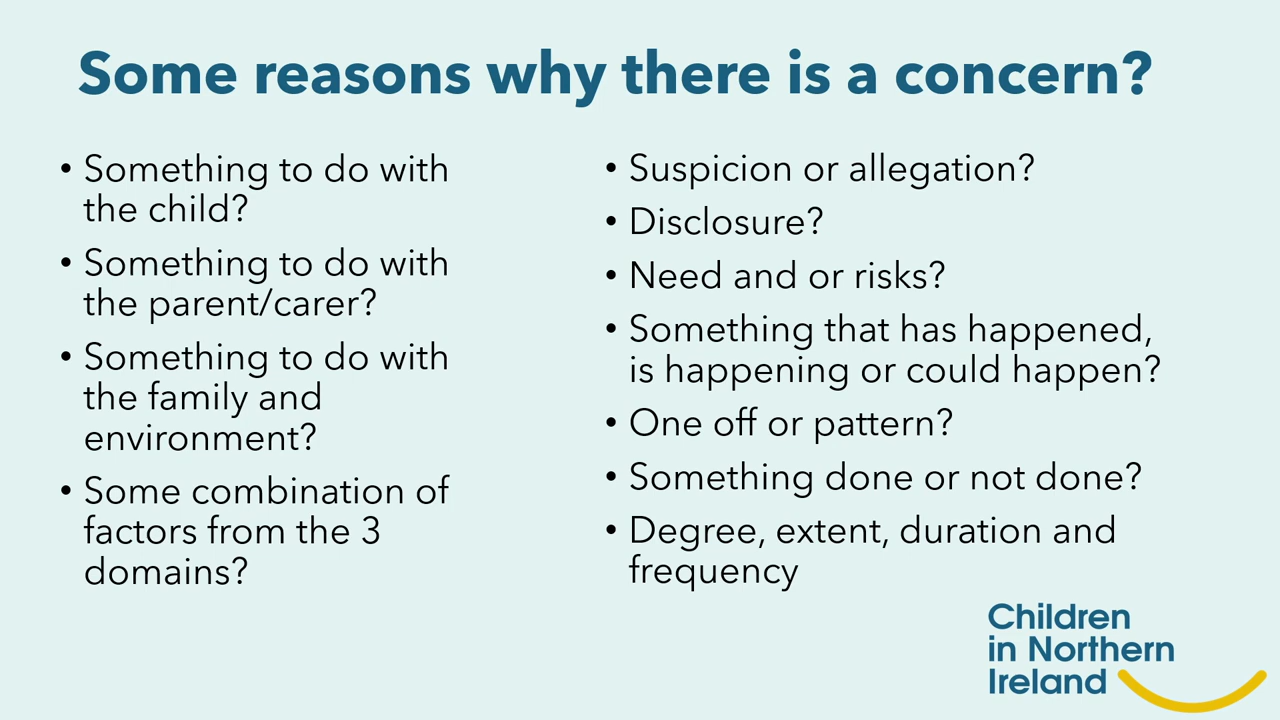 Some reasons why there is a concern?
• Something to do with
the child?
• Something to do with
the parent/carer?
• Something to do with
the family and
environment?
• Some combination of
factors from the 3
domains?
• Suspicion or allegation?
• Disclosure?
• Need and or risks?
• Something that has happened,
is happening or could happen?
• One off or pattern?
• Something done or not done?
• Degree, extent, duration and
frequency
Children
in Northern
Ireland